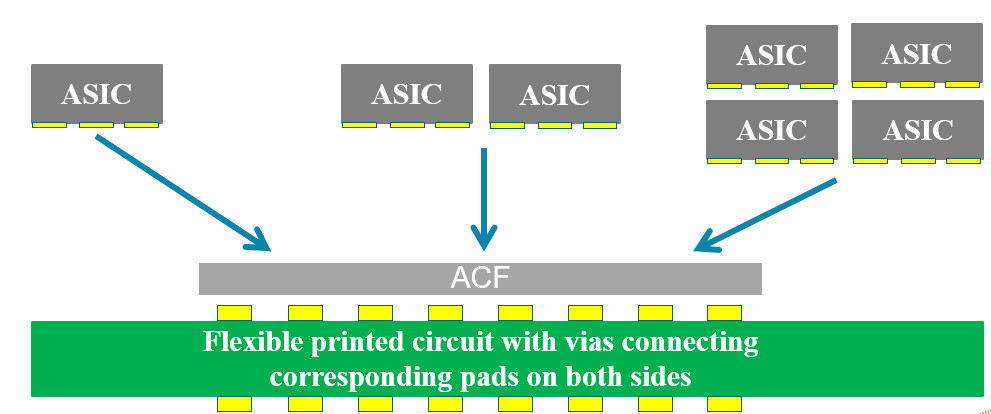 ASIC
ASIC
ASIC
ASIC
ASIC
ASIC
ASIC
ACF
Flexible printed circuit with vias connecting
corresponding pads on both sides